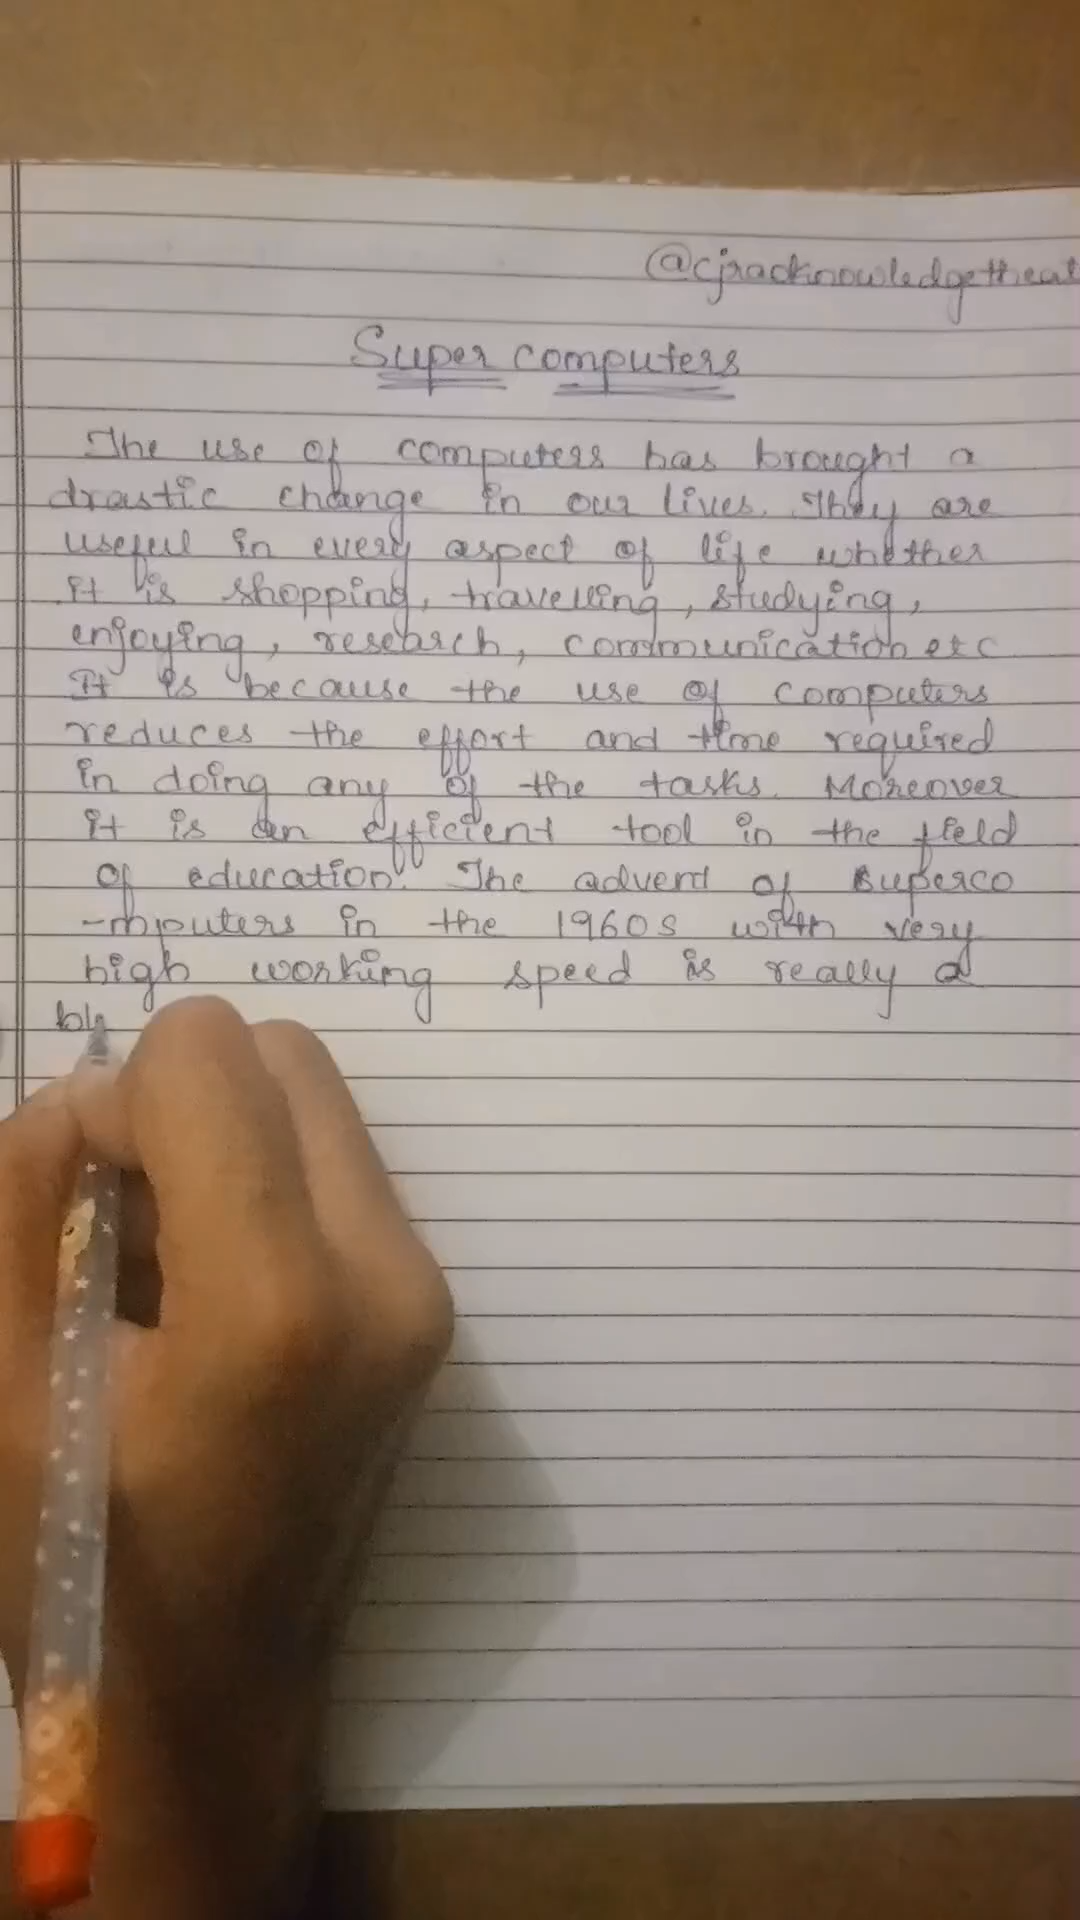 @cjracknowledgetheat
Super computers
The use of computers has brought a
drastic change in our lives. They are
useful in every aspect of life whether
it is shopping, travelling, studying,
enjoying, research, communication etc
It is because the use of computers
reduces the effort and time required
in doing any of the tasks. Moreover
it is an efficient tool in the field
of education. The advent of superco
-mputers in the 1960s with very
high working speed is really a
bl